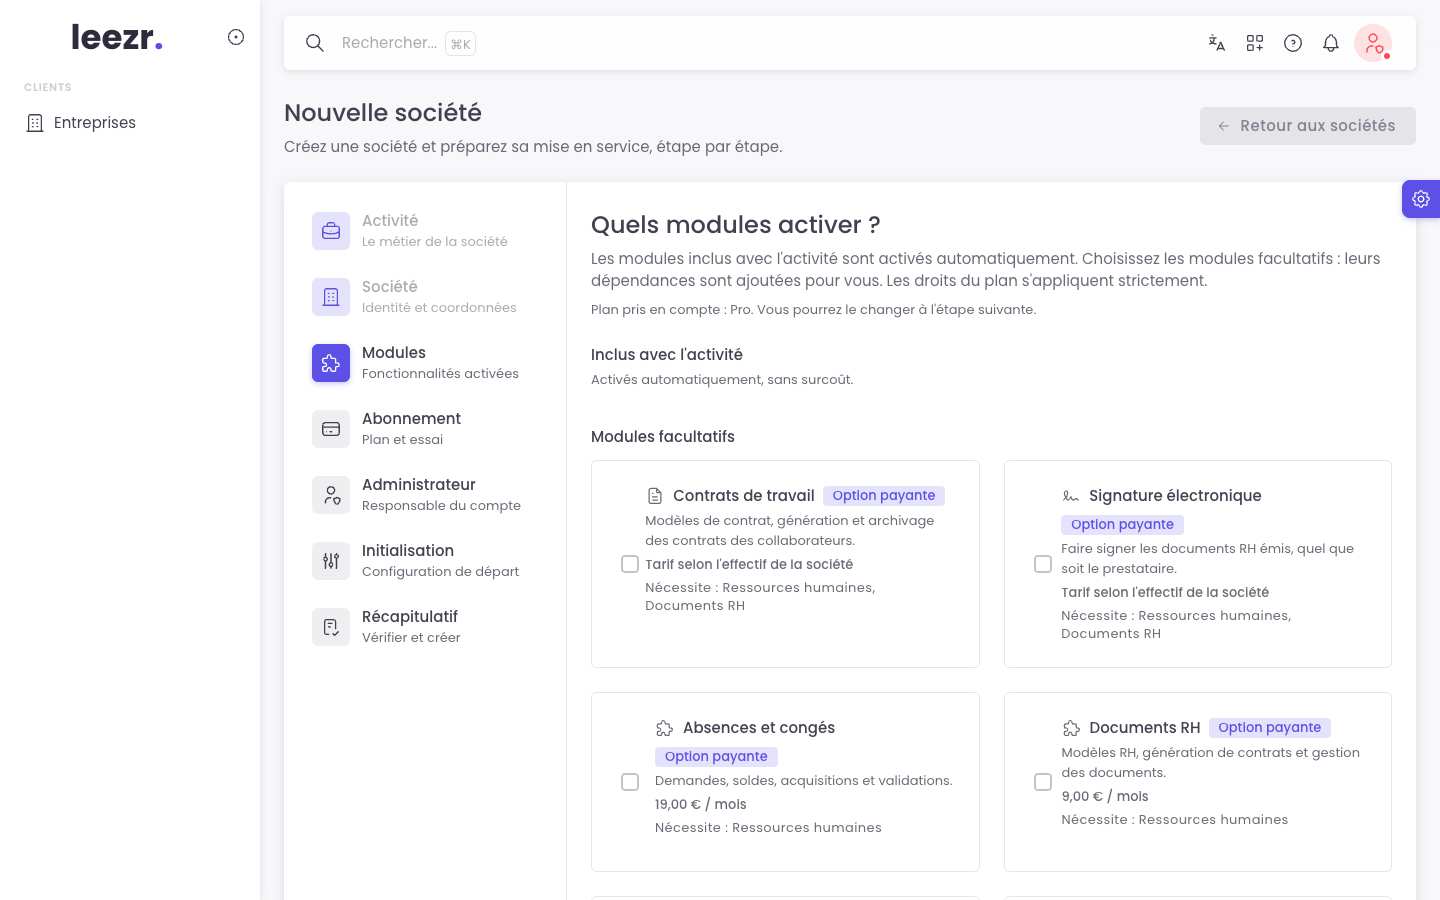 leezr.
CLIENTS
Entreprises
Rechercher... ⌘K
Nouvelle société
Créez une société et préparez sa mise en service, étape par étape.
← Retour aux sociétés
Activité
Le métier de la société
Société
Identité et coordonnées
Modules
Fonctionnalités activées
Abonnement
Plan et essai
Administrateur
Responsable du compte
Initialisation
Configuration de départ
Récapitulatif
Vérifier et créer
Quels modules activer ?
Les modules inclus avec l'activité sont activés automatiquement. Choisissez les modules facultatifs : leurs
dépendances sont ajoutées pour vous. Les droits du plan s'appliquent strictement.
Plan pris en compte : Pro. Vous pourrez le changer à l'étape suivante.
Inclus avec l'activité
Activés automatiquement, sans surcoût.
Modules facultatifs
Contrats de travail Option payante
Modèles de contrat, génération et archivage
des contrats des collaborateurs.
Tarif selon l'effectif de la société
Nécessite : Ressources humaines,
Documents RH
Signature électronique
Option payante
Faire signer les documents RH émis, quel que
soit le prestataire.
Tarif selon l'effectif de la société
Nécessite : Ressources humaines,
Documents RH
Absences et congés
Option payante
Demandes, soldes, acquisitions et validations.
19,00 € / mois
Nécessite : Ressources humaines
Documents RH Option payante
Modèles RH, génération de contrats et gestion
des documents.
9,00 € / mois
Nécessite : Ressources humaines